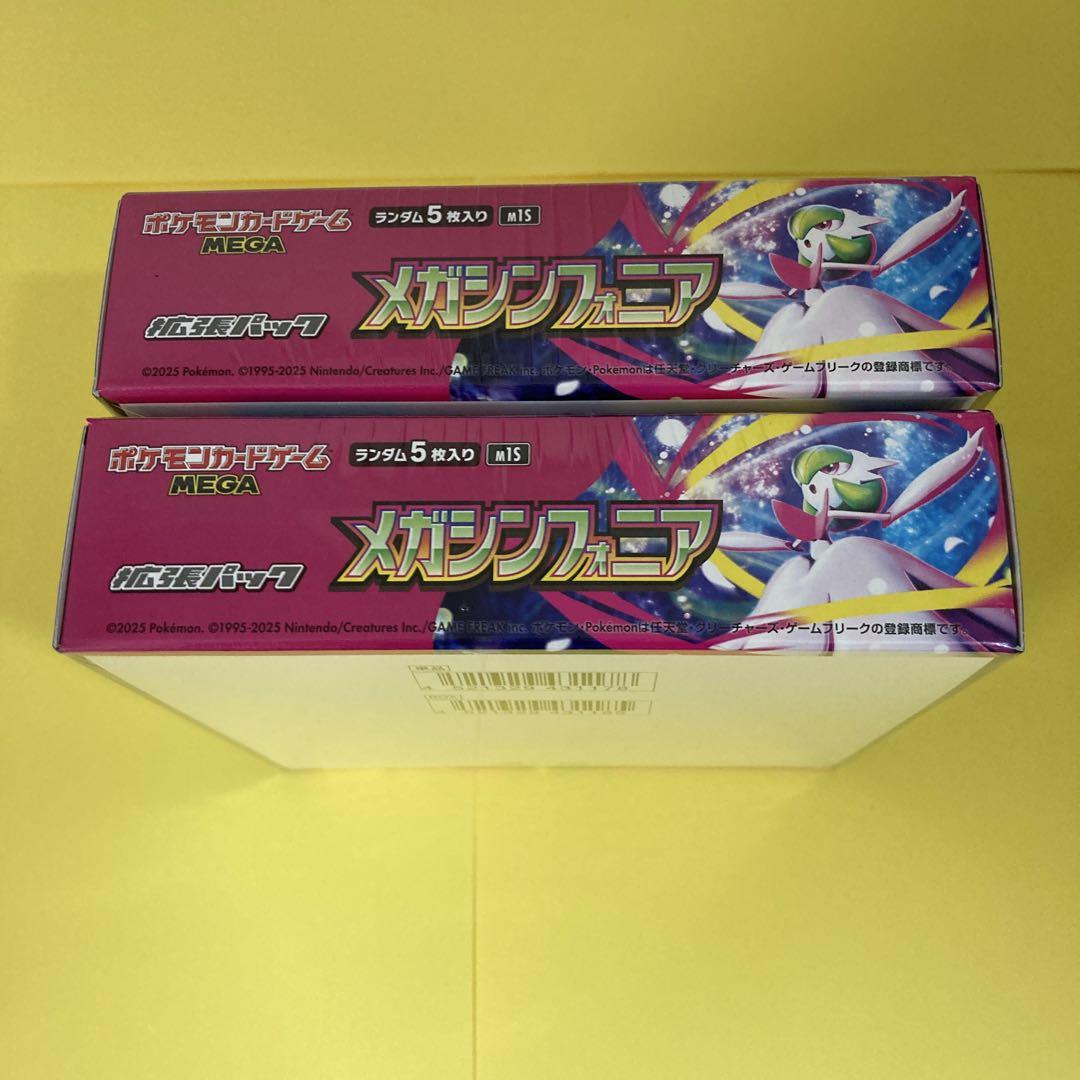 ポケモンカードゲーム
MEGA
ランダム5枚入り M1S
メガシンフォニア
拡張パック
©2025 Pokémon. ©1995-2025 Nintendo/Creatures Inc./GAME FREAK inc. ポケモン・Pokémonは任天堂・クリーチャーズ・ゲームフリークの登録商標です。
ポケモンカードゲーム
MEGA
ランダム5枚入り M1S
メガシンフォニア
拡張パック
©2025 Pokémon. ©1995-2025 Nintendo/Creatures Inc./GAME FREAK inc. ポケモン・Pokémonは任天堂・クリーチャーズ・ゲームフリークの登録商標です。
4 521329 431178